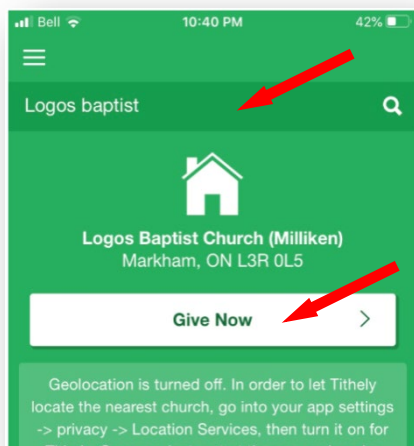 Bell 10:40 PM 42%
Logos baptist
Logos Baptist Church (Milliken)
Markham, ON L3R 0L5
Give Now
Geolocation is turned off. In order to let Tithely
locate the nearest church, go into your app settings
-> privacy -> Location Services, then turn it on for